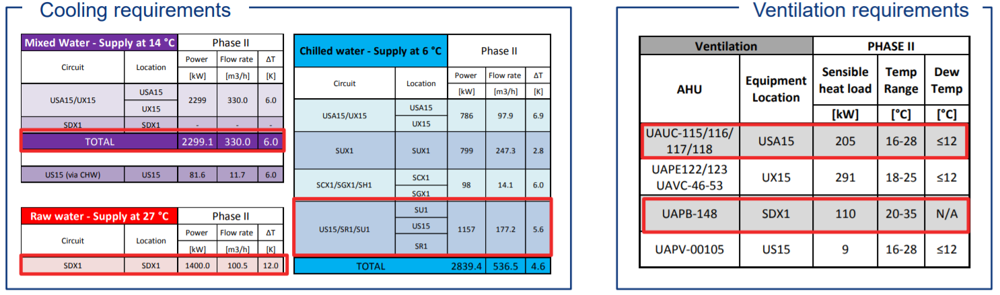 Cooling requirements
Mixed Water - Supply at 14 °C Phase II
Circuit Location Power Flow rate ΔT
[kW] [m3/h] [K]
USA15/UX15 USA15 2299 330.0 6.0
UX15
SDX1 SDX1 - - -
TOTAL 2299.1 330.0 6.0
US15 (via CHW) US15 81.6 11.7 6.0
Raw water - Supply at 27 °C Phase II
Circuit Location Power Flow rate ΔT
[kW] [m3/h] [K]
SDX1 SDX1 1400.0 100.5 12.0
Chilled water - Supply at 6 °C Phase II
Circuit Location Power Flow rate ΔT
[kW] [m3/h] [K]
USA15/UX15 USA15 786 97.9 6.9
UX15
SUX1 SUX1 799 247.3 2.8
SCX1/SGX1/SH1 SCX1 98 14.1 6.0
SGX1
SU1
US15/SR1/SU1 US15 1157 177.2 5.6
SR1
TOTAL 2839.4 536.5 4.6
Ventilation requirements
Ventilation PHASE II
AHU Equipment Location Sensible heat load Temp Range Dew Temp
[kW] [°C] [°C]
UAUC-115/116/
117/118 USA15 205 16-28 ≤12
UAPE122/123
UAVC-46-53 UX15 291 18-25 ≤12
UAPB-148 SDX1 110 20-35 N/A
UAPV-00105 US15 9 16-28 ≤12